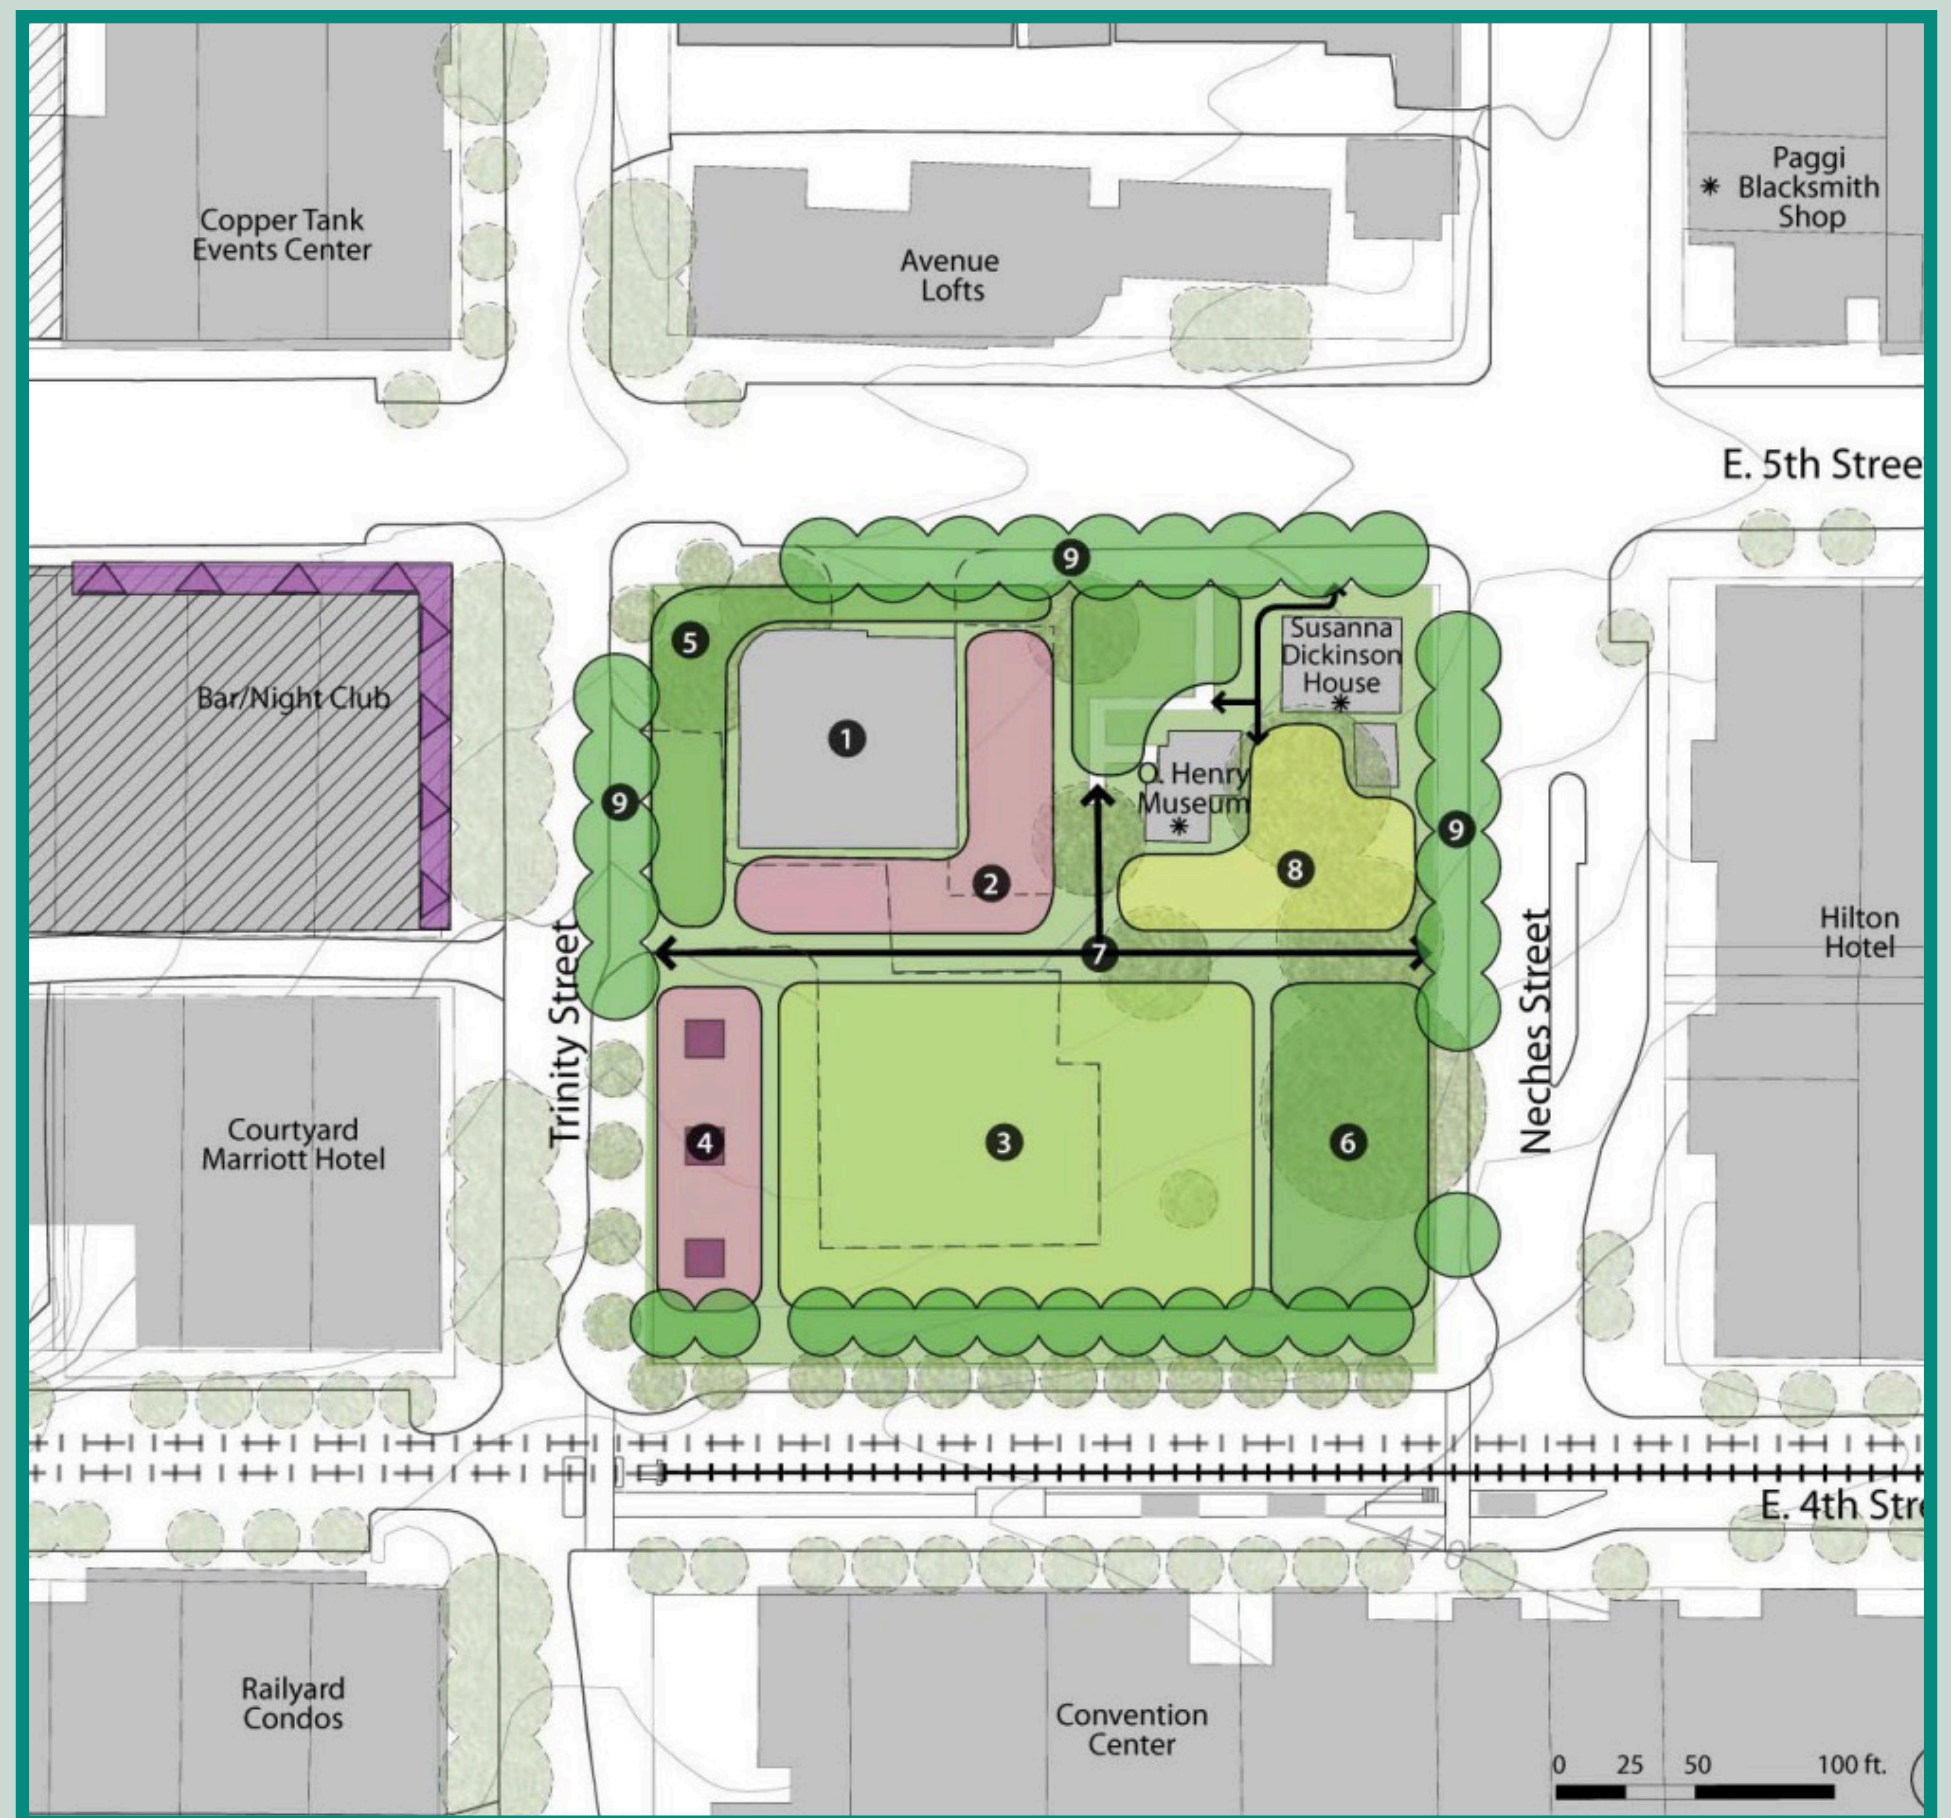 Copper Tank
Events Center
Avenue
Lofts
Paggi
* Blacksmith
Shop
E. 5th Stree
9
5
Susanna
Dickinson
House
*
Bar/Night Club
1
9
O. Henry
Museum
*
9
2
8
7
Trinity Street
Neches Street
Hilton
Hotel
Courtyard
Marriott Hotel
4
3
6
E. 4th Stre
Railyard
Condos
Convention
Center
0 25 50 100 ft.